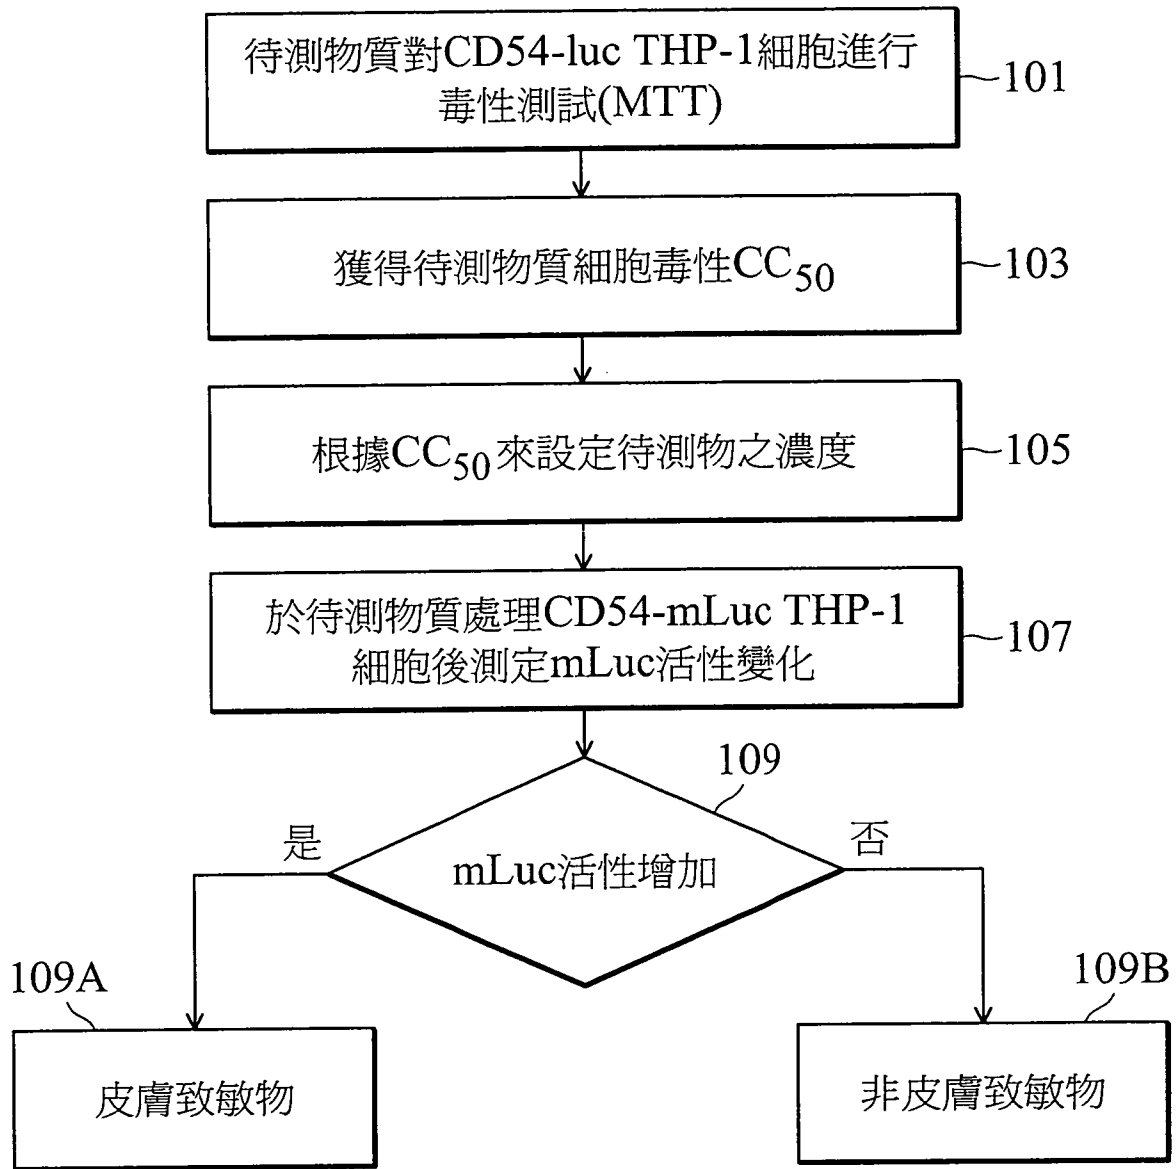 待測物質對CD54-luc THP-1細胞進行
毒性測試(MTT)
101
獲得待測物質細胞毒性CC50
103
根據CC50來設定待測物之濃度
105
於待測物質處理CD54-mLuc THP-1
細胞後測定mLuc活性變化
107
109
是
否
mLuc活性增加
109A
109B
皮膚致敏物
非皮膚致敏物